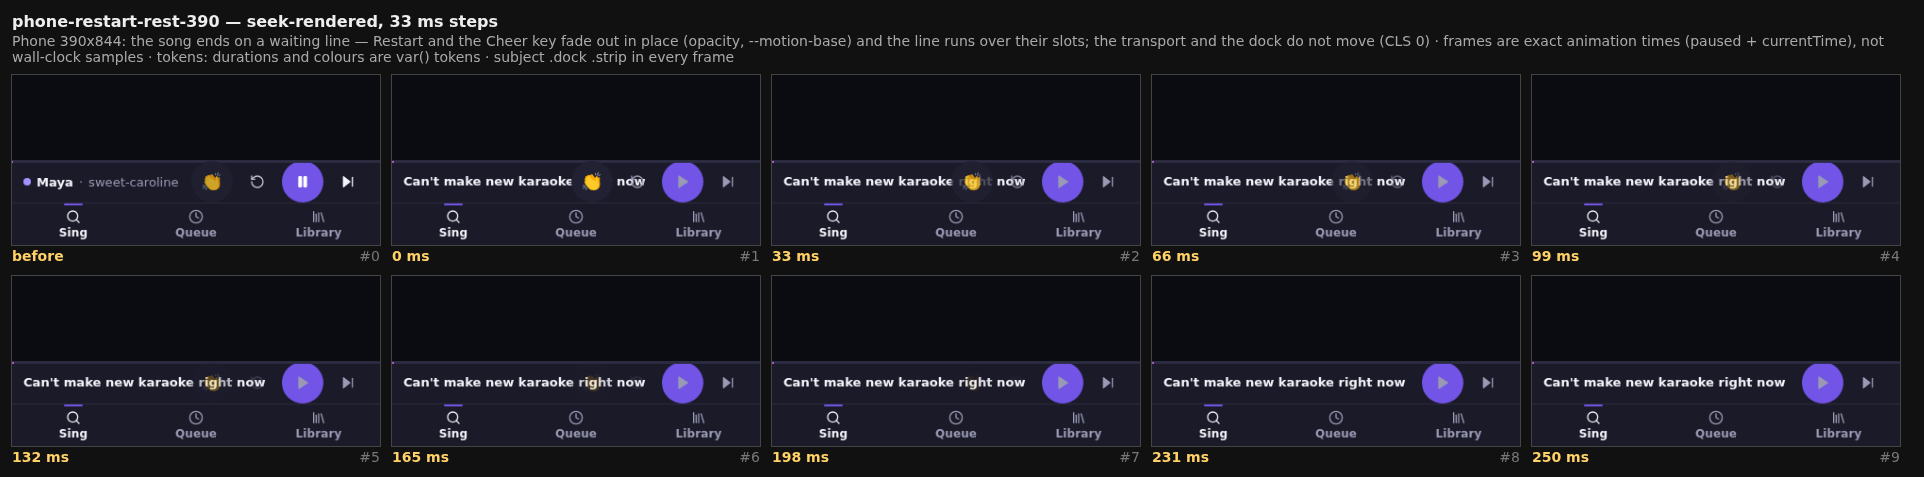 phone-restart-rest-390 — seek-rendered, 33 ms steps
Phone 390x844: the song ends on a waiting line — Restart and the Cheer key fade out in place (opacity, --motion-base) and the line runs over their slots; the transport and the dock do not move (CLS 0) · frames are exact animation times (paused + currentTime), not
wall-clock samples · tokens: durations and colours are var() tokens · subject .dock .strip in every frame
Maya · sweet-caroline
Sing Queue Library
before #0
Can't make new karaoke now
Sing Queue Library
0 ms #1
Can't make new karaoke right now
Sing Queue Library
33 ms #2
Can't make new karaoke right now
Sing Queue Library
66 ms #3
Can't make new karaoke right now
Sing Queue Library
99 ms #4
Can't make new karaoke right now
Sing Queue Library
132 ms #5
Can't make new karaoke right now
Sing Queue Library
165 ms #6
Can't make new karaoke right now
Sing Queue Library
198 ms #7
Can't make new karaoke right now
Sing Queue Library
231 ms #8
Can't make new karaoke right now
Sing Queue Library
250 ms #9